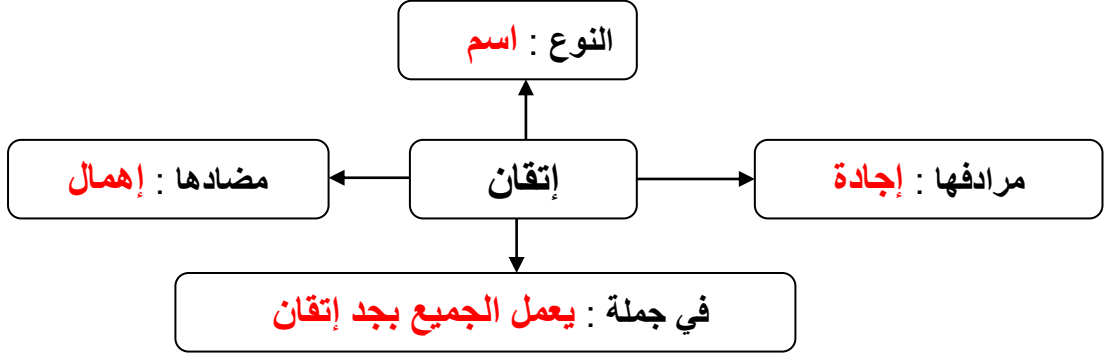 النوع : اسم
مرادفها : إجادة
إتقان
مضادها : إهمال
في جملة : يعمل الجميع بجد إتقان